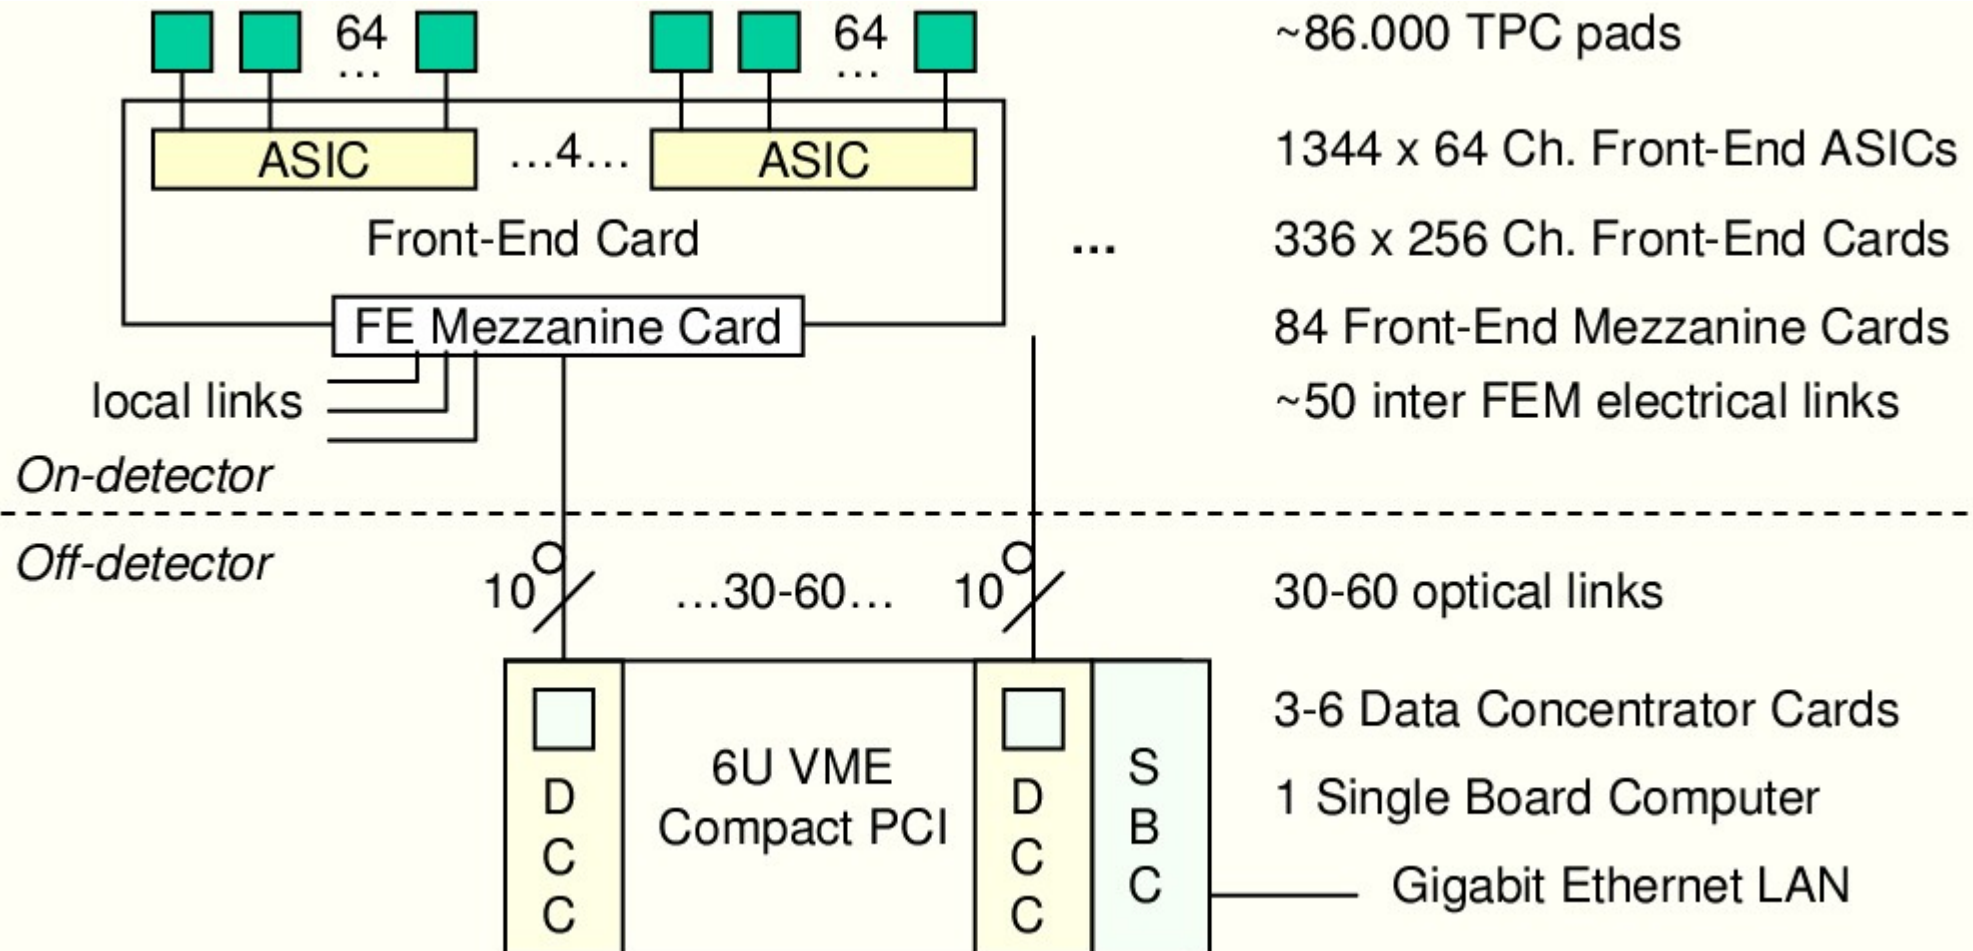 64 64 ~86.000 TPC pads
... ...
ASIC ...4... ASIC 1344 x 64 Ch. Front-End ASICs
Front-End Card ... 336 x 256 Ch. Front-End Cards
FE Mezzanine Card 84 Front-End Mezzanine Cards
local links ~50 inter FEM electrical links
On-detector
Off-detector
10 ...30-60... 10 30-60 optical links
3-6 Data Concentrator Cards
6U VME
Compact PCI
DCC
DCC
SBC
1 Single Board Computer
Gigabit Ethernet LAN